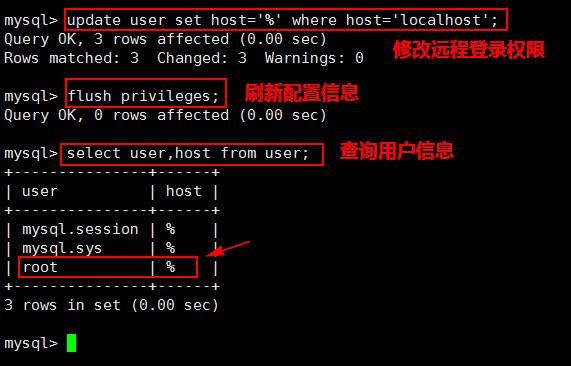 mysql> update user set host='%' where host='localhost';
Query OK, 3 rows affected (0.00 sec)
Rows matched: 3  Changed: 3  Warnings: 0
修改远程登录权限
mysql> flush privileges;
刷新配置信息
Query OK, 0 rows affected (0.00 sec)
mysql> select user,host from user;
查询用户信息
+---------------+------+
| user          | host |
+---------------+------+
| mysql.session | %    |
| mysql.sys     | %    |
| root          | %    |
+---------------+------+
3 rows in set (0.00 sec)
mysql>